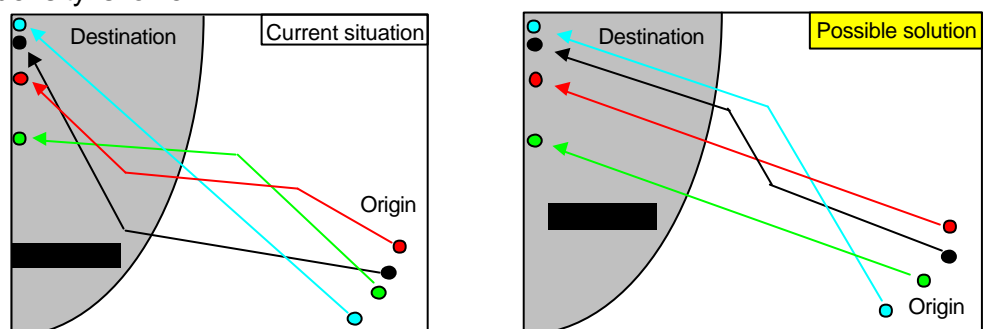 Destination
Current situation
Origin
Destination
Possible solution
Origin